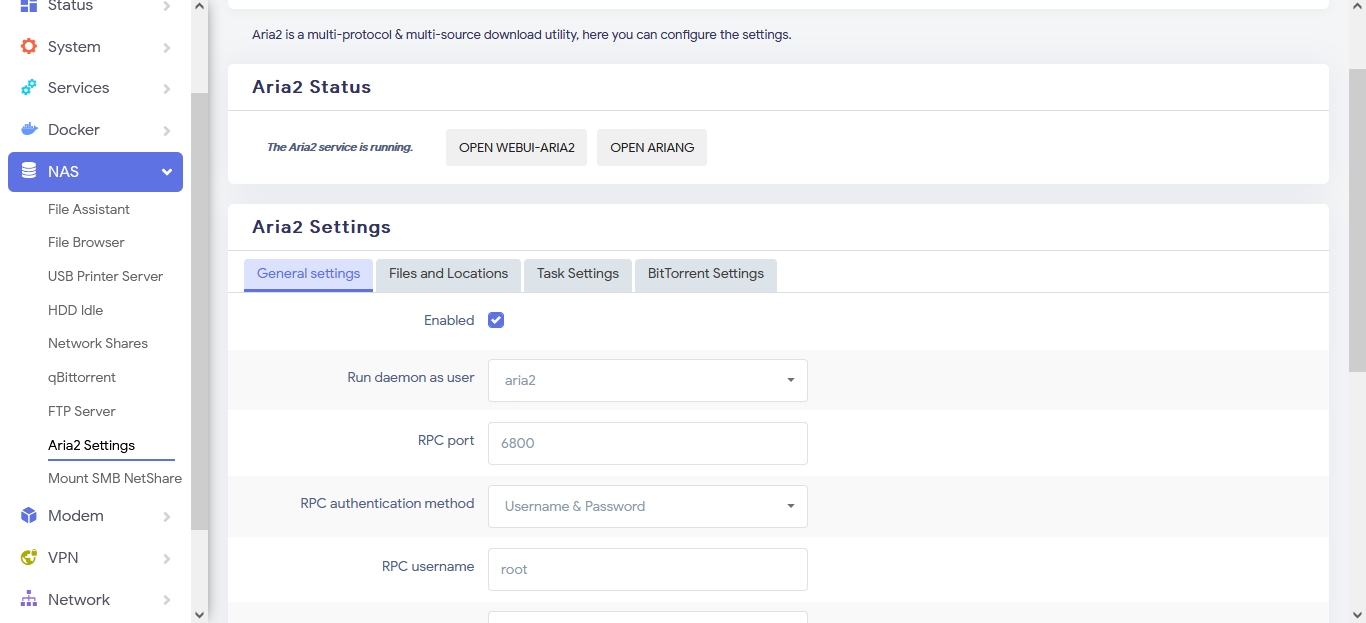 Status
System
Services
Docker
NAS
File Assistant
File Browser
USB Printer Server
HDD Idle
Network Shares
qBittorrent
FTP Server
Aria2 Settings
Mount SMB NetShare
Modem
VPN
Network
Aria2 is a multi-protocol & multi-source download utility, here you can configure the settings.
Aria2 Status
The Aria2 service is running.
OPEN WEBUI-ARIA2
OPEN ARIANG
Aria2 Settings
General settings
Files and Locations
Task Settings
BitTorrent Settings
Enabled
Run daemon as user
aria2
RPC port
6800
RPC authentication method
Username & Password
RPC username
root